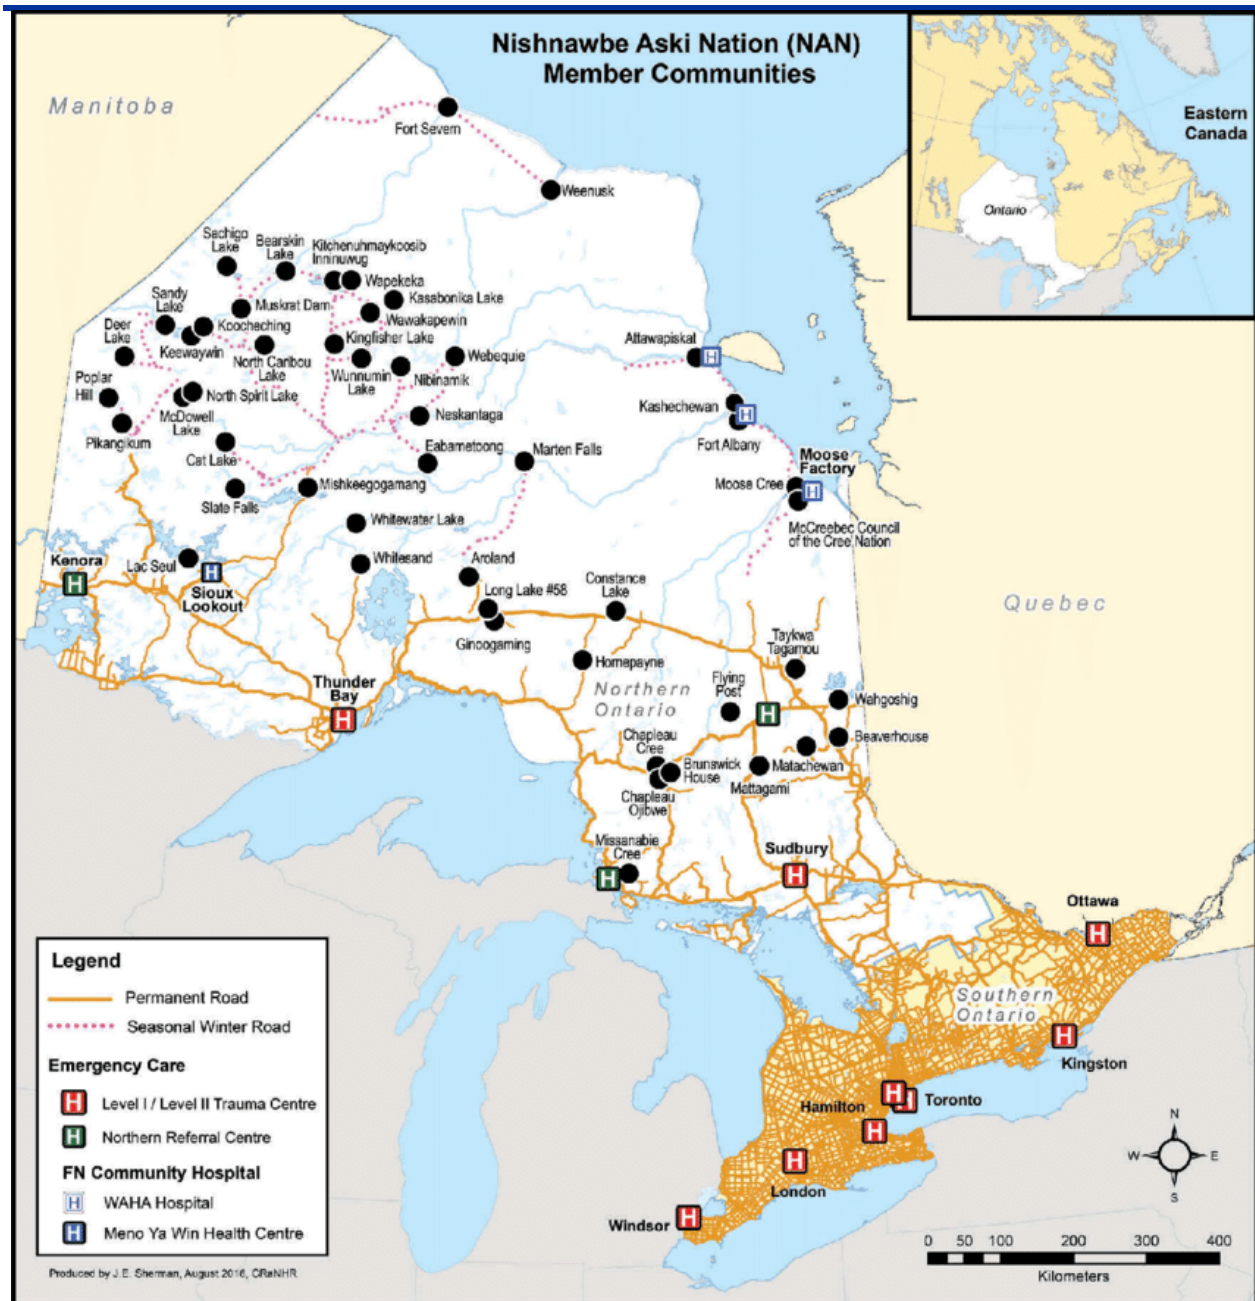 Nishnawbe Aski Nation (NAN)
Member Communities
Manitoba
Eastern
Canada
Ontario
Fort Severn
Weenusk
Sachigo
Lake
Bearskin
Lake
Kitchenuhmaykoosib
Inninuwug
Wapekeka
Kasabonika Lake
Sandy
Lake
Muskrat Dam
Wawakapewin
Deer
Lake
Koocheching
Keewaywin
North Caribou
Lake
Kingfisher Lake
Wunnumin
Lake
Nibinamik
Webequie
Attawapiskat
Poplar
Hill
North Spirit Lake
McDowell
Lake
Pikangikum
Cat Lake
Neskantaga
Eabametoong
Marten Falls
Kashechewan
Fort Albany
Moose
Factory
Moose Cree
McCreebec Council
of the Cree Nation
Slate Falls
Mishkeegogamang
Whitewater Lake
Whitesand
Kenora
Lac Seul
Sioux
Lookout
Aroland
Long Lake #58
Ginoogaming
Constance
Lake
Quebec
Hornepayne
Taykwa
Tagamou
Northern
Ontario
Flying
Post
Wahgoshig
Beaverhouse
Thunder
Bay
Chapleau
Cree
Brunswick
House
Chapleau
Ojibwe
Matachewan
Mattagami
Missanabie
Cree
Sudbury
Ottawa
Southern
Ontario
Kingston
Hamilton
Toronto
London
Windsor
Legend
Permanent Road
Seasonal Winter Road
Emergency Care
H Level I / Level II Trauma Centre
H Northern Referral Centre
FN Community Hospital
H WAHA Hospital
H Meno Ya Win Health Centre
Produced by J.E. Sherman, August 2016, CRaNHR
N
W E
S
0 50 100 200 300 400
Kilometers